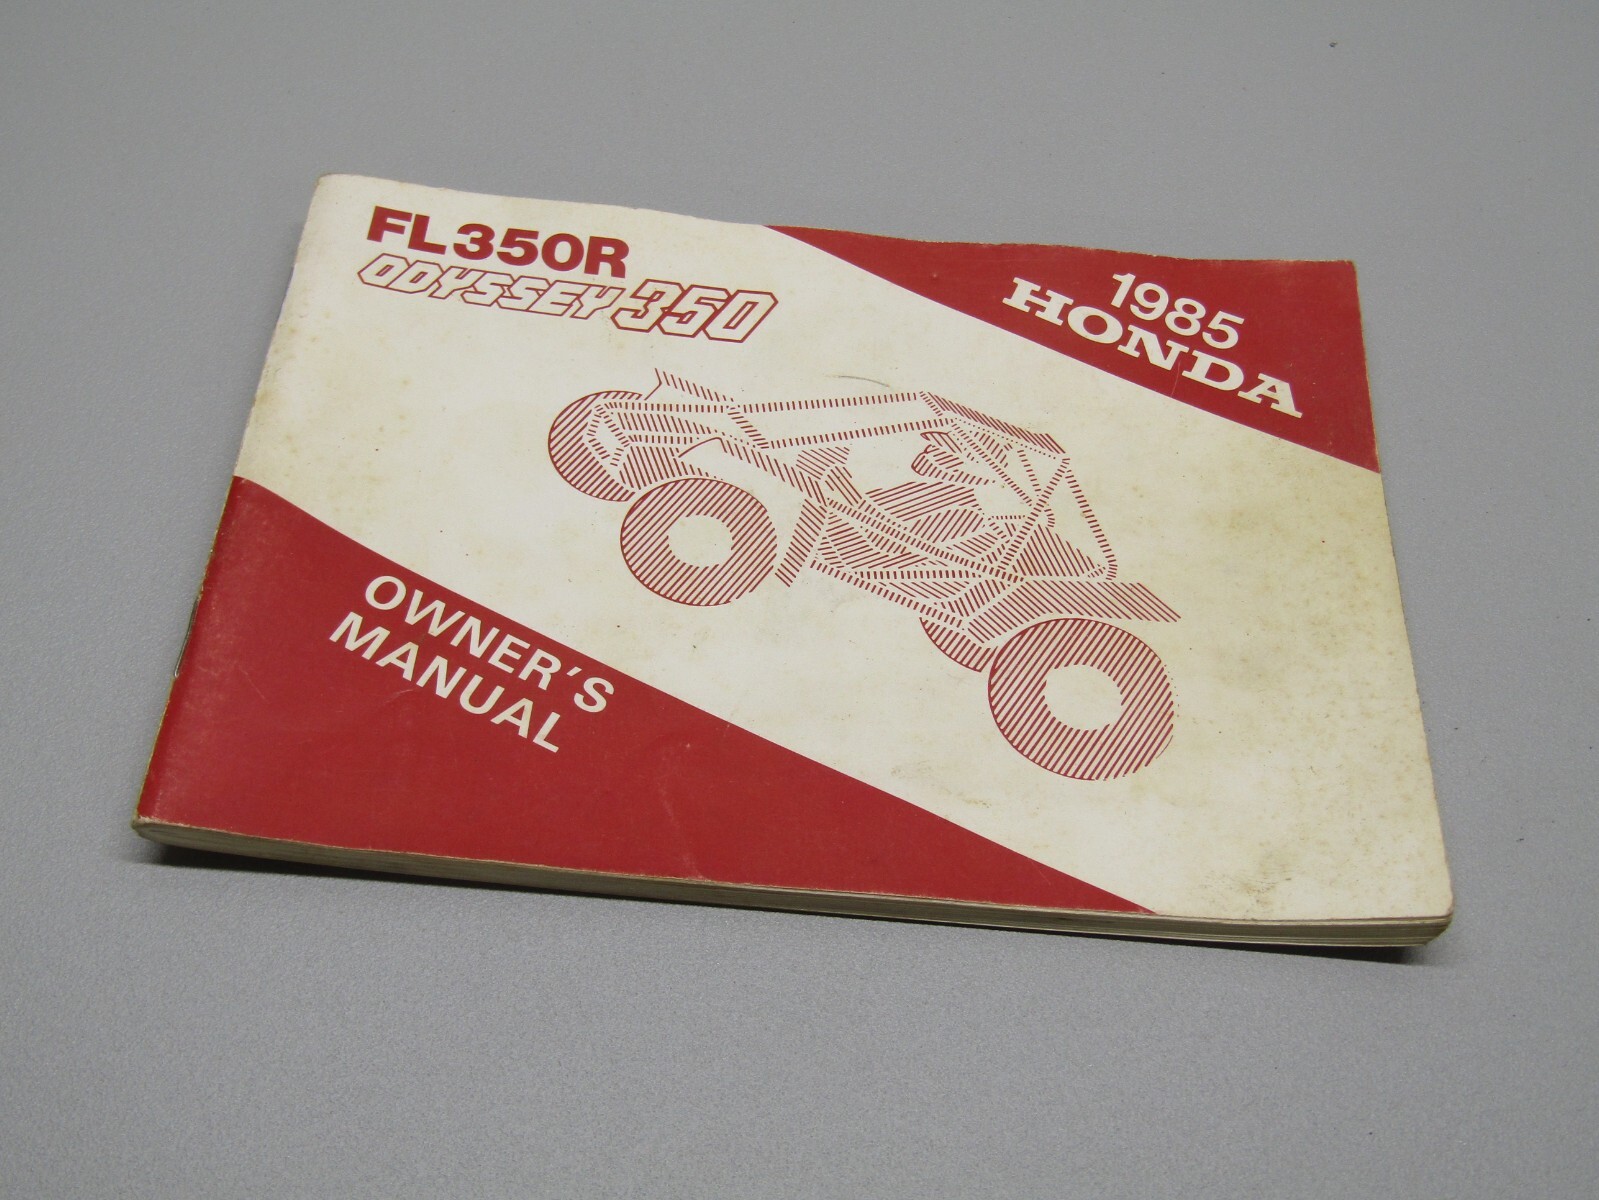 FL350R
ODYSSEY 350
1985
HONDA
OWNER'S
MANUAL